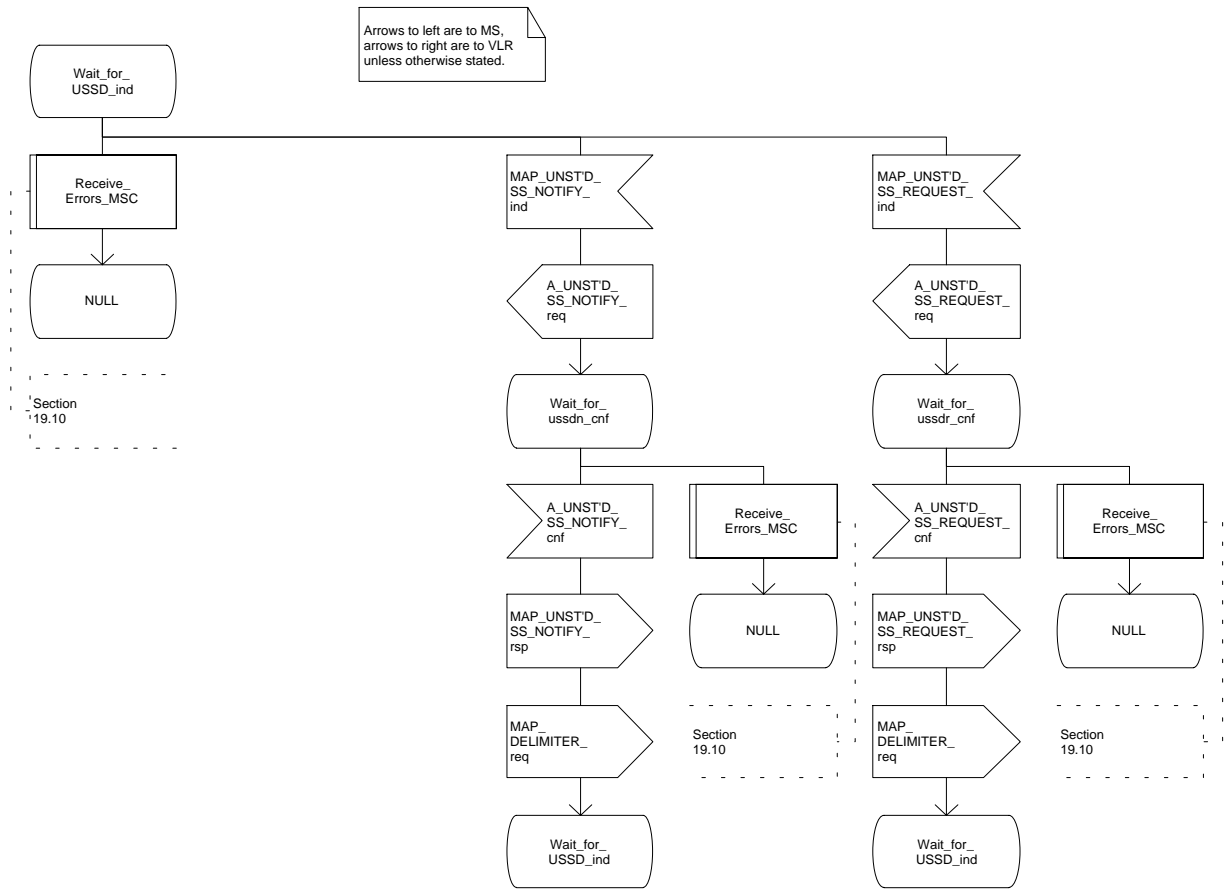 Arrows to left are to MS,
arrows to right are to VLR
unless otherwise stated.
Wait_for_
USSD_ind
Receive_
Errors_MSC
NULL
Section
19.10
MAP_UNST'D_
SS_NOTIFY_
ind
A_UNST'D_
SS_NOTIFY_
req
Wait_for_
ussdn_cnf
A_UNST'D_
SS_NOTIFY_
cnf
MAP_UNST'D_
SS_NOTIFY_
rsp
MAP_
DELIMITER_
req
Wait_for_
USSD_ind
Receive_
Errors_MSC
NULL
Section
19.10
MAP_UNST'D_
SS_REQUEST_
ind
A_UNST'D_
SS_REQUEST_
req
Wait_for_
ussdr_cnf
A_UNST'D_
SS_REQUEST_
cnf
MAP_UNST'D_
SS_REQUEST_
rsp
MAP_
DELIMITER_
req
Wait_for_
USSD_ind
Receive_
Errors_MSC
NULL
Section
19.10